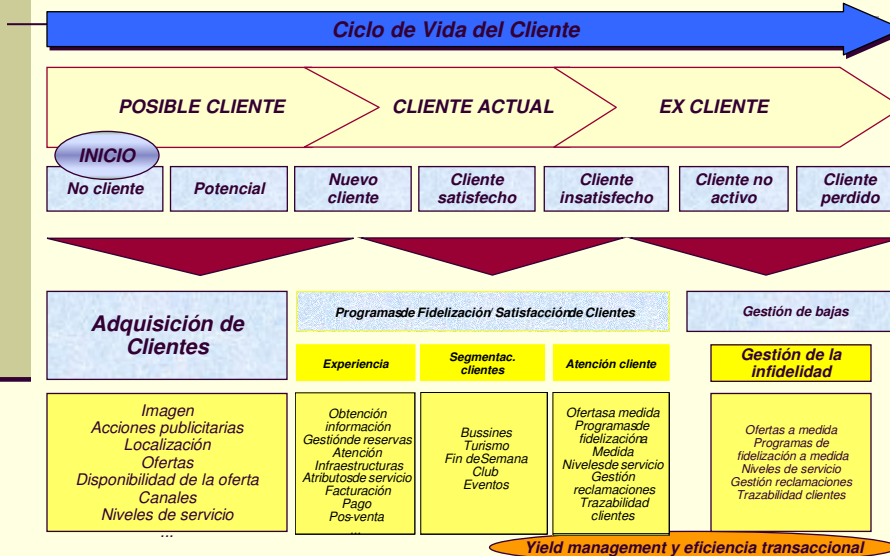 Ciclo de Vida del Cliente
POSIBLE CLIENTE
CLIENTE ACTUAL
EX CLIENTE
INICIO
No cliente
Potencial
Nuevo
cliente
Cliente
satisfecho
Cliente
insatisfecho
Cliente no
activo
Cliente
perdido
Adquisición de
Clientes
Programasde Fidelización/ Satisfacciónde Clientes
Gestión de bajas
Experiencia
Segmentac.
clientes
Atención cliente
Gestión de la
infidelidad
Imagen
Acciones publicitarias
Localización
Ofertas
Disponibilidad de la oferta
Canales
Niveles de servicio
...
Obtención
información
Gestiónde reservas
Atención
Infraestructuras
Atributosde servicio
Facturación
Pago
Pos-venta
Bussines
Turismo
Fin deSemana
Club
Eventos
Ofertasa medida
Programasde
fidelizacióna
Medida
Nivelesde servicio
Gestión
reclamaciones
Trazabilidad
clientes
Ofertas a medida
Programas de
fidelización a medida
Niveles de servicio
Gestión reclamaciones
Trazabilidad clientes
Yield management y eficiencia transaccional